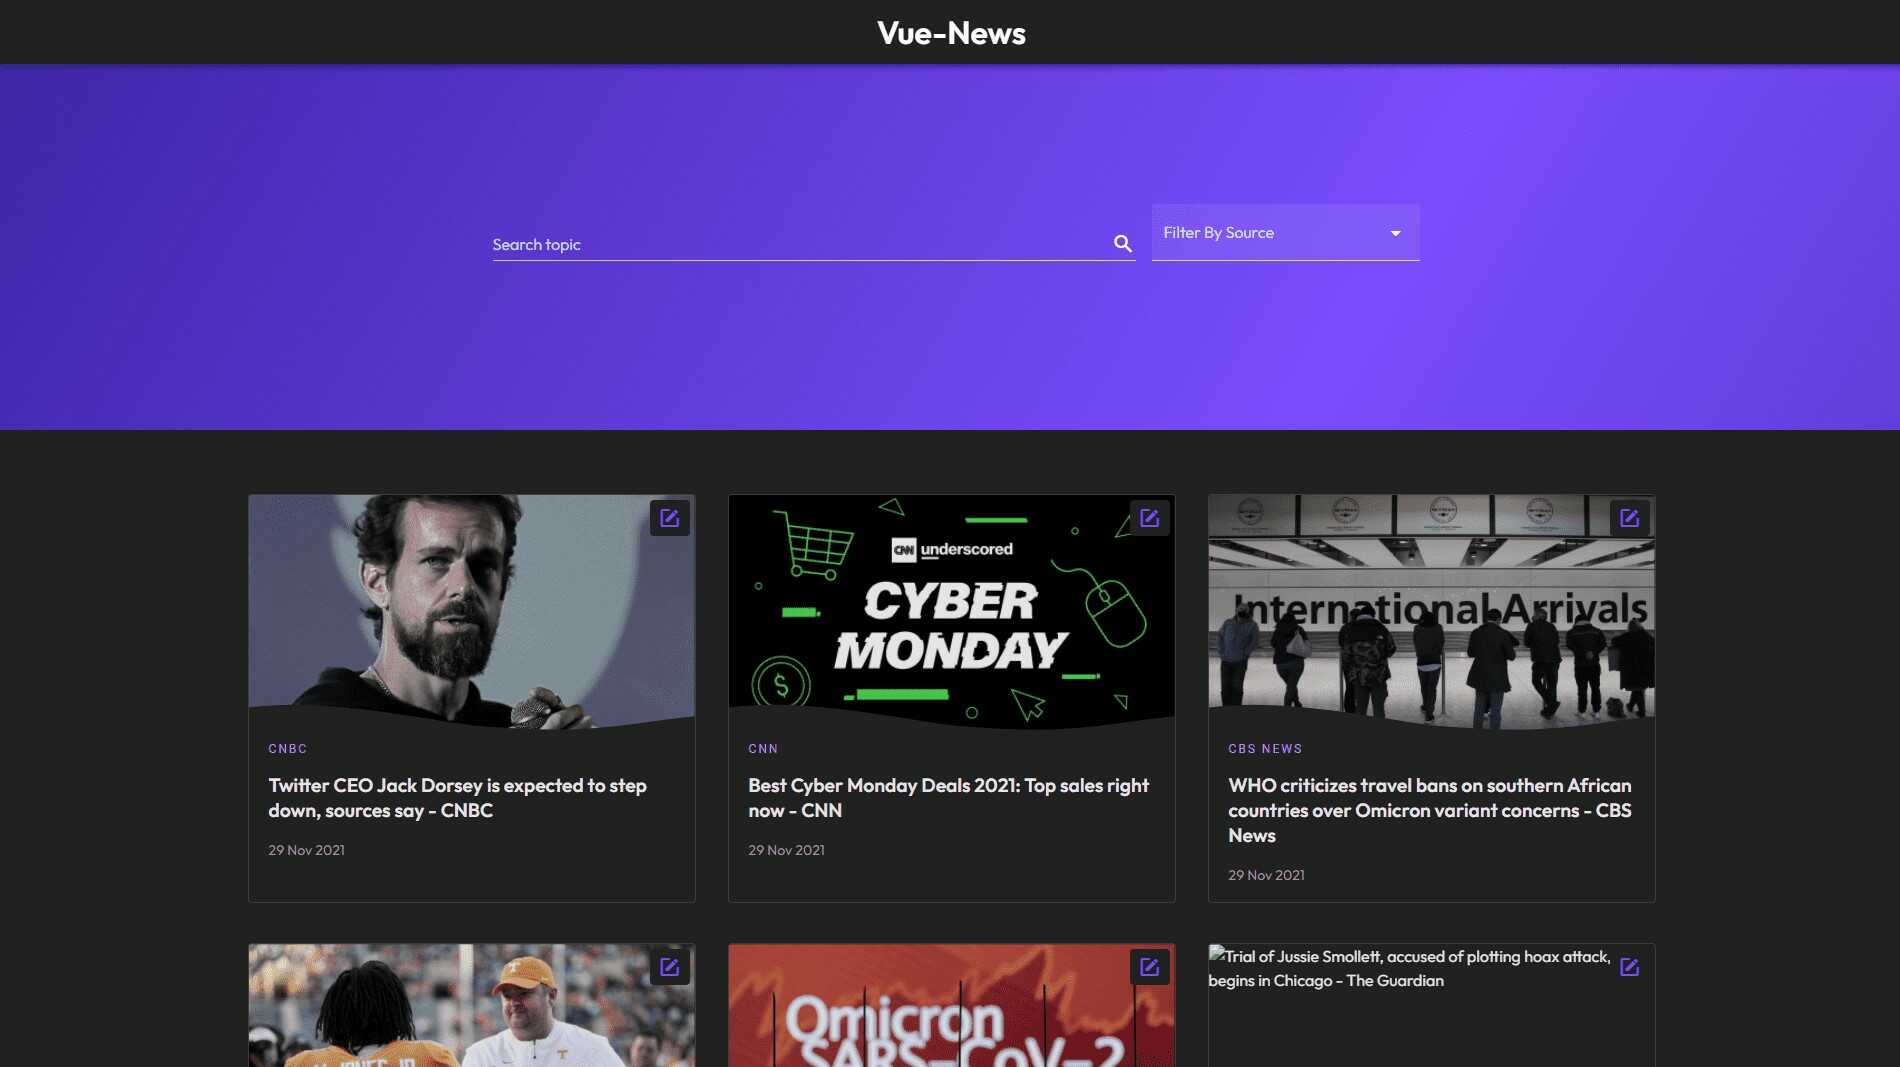 Vue-News
Search topic
Filter By Source
CNN underscored
CYBER
MONDAY
International Arrivals
CNBC
Twitter CEO Jack Dorsey is expected to step
down, sources say - CNBC
29 Nov 2021
CNN
Best Cyber Monday Deals 2021: Top sales right
now - CNN
29 Nov 2021
CBS NEWS
WHO criticizes travel bans on southern African
countries over Omicron variant concerns - CBS
News
29 Nov 2021
Omicron
SARS-CoV-2
Trial of Jussie Smollett, accused of plotting hoax attack,
begins in Chicago - The Guardian